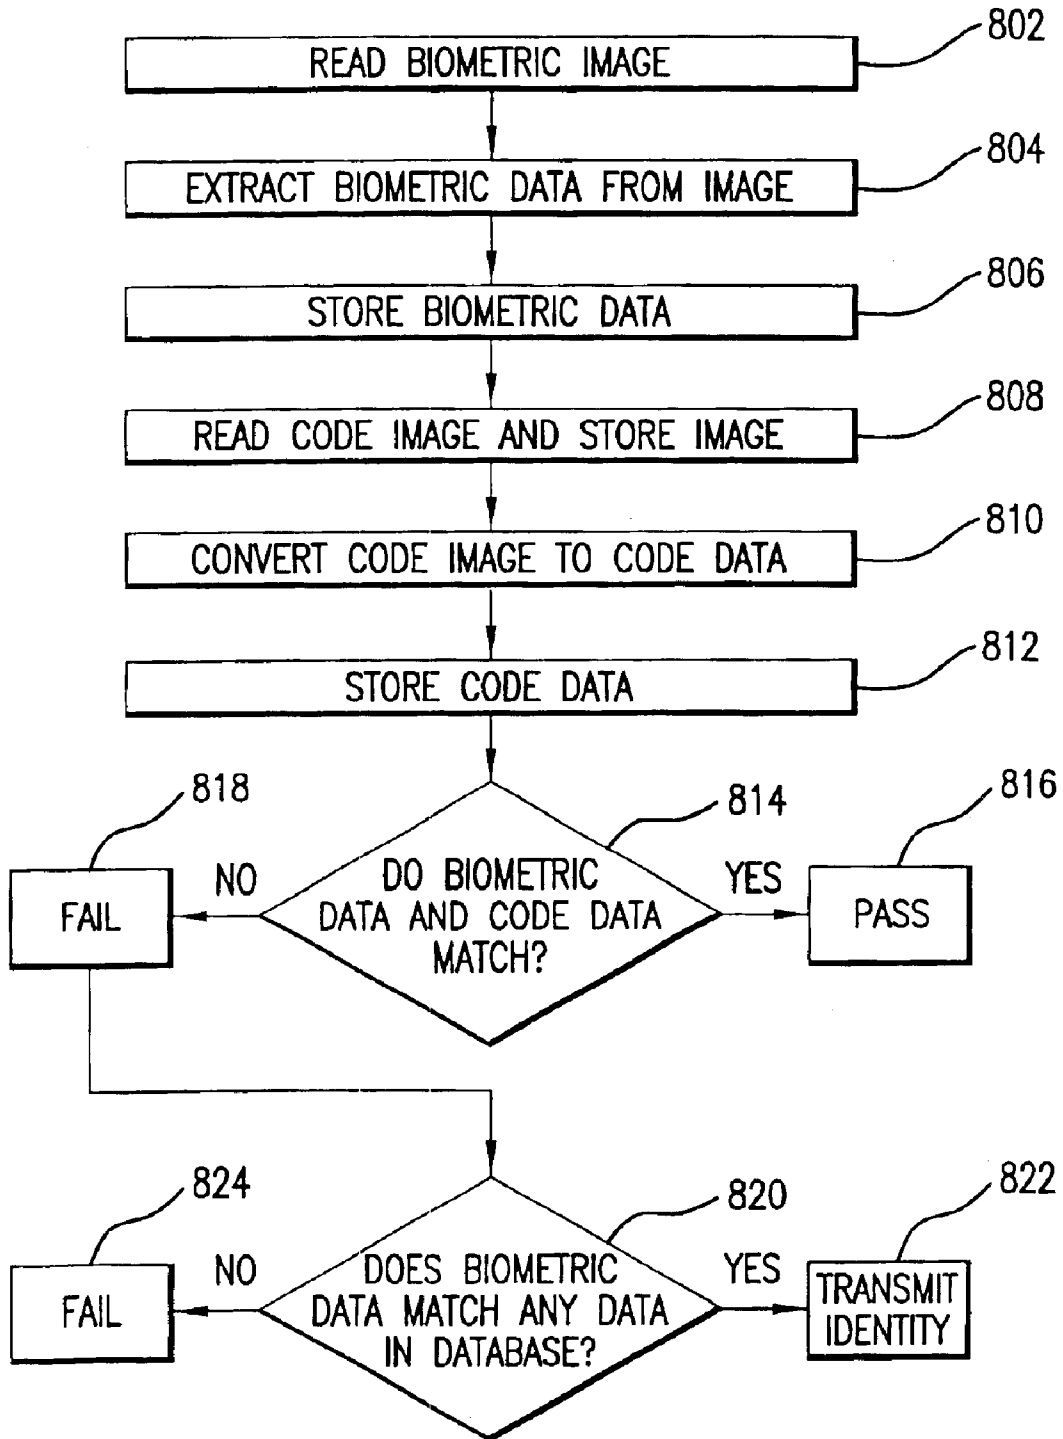 802
READ BIOMETRIC IMAGE
804
EXTRACT BIOMETRIC DATA FROM IMAGE
806
STORE BIOMETRIC DATA
808
READ CODE IMAGE AND STORE IMAGE
810
CONVERT CODE IMAGE TO CODE DATA
812
STORE CODE DATA
818
814
816
NO
YES
FAIL
DO BIOMETRIC
DATA AND CODE DATA
MATCH?
PASS
824
820
822
NO
YES
FAIL
DOES BIOMETRIC
DATA MATCH ANY DATA
IN DATABASE?
TRANSMIT
IDENTITY